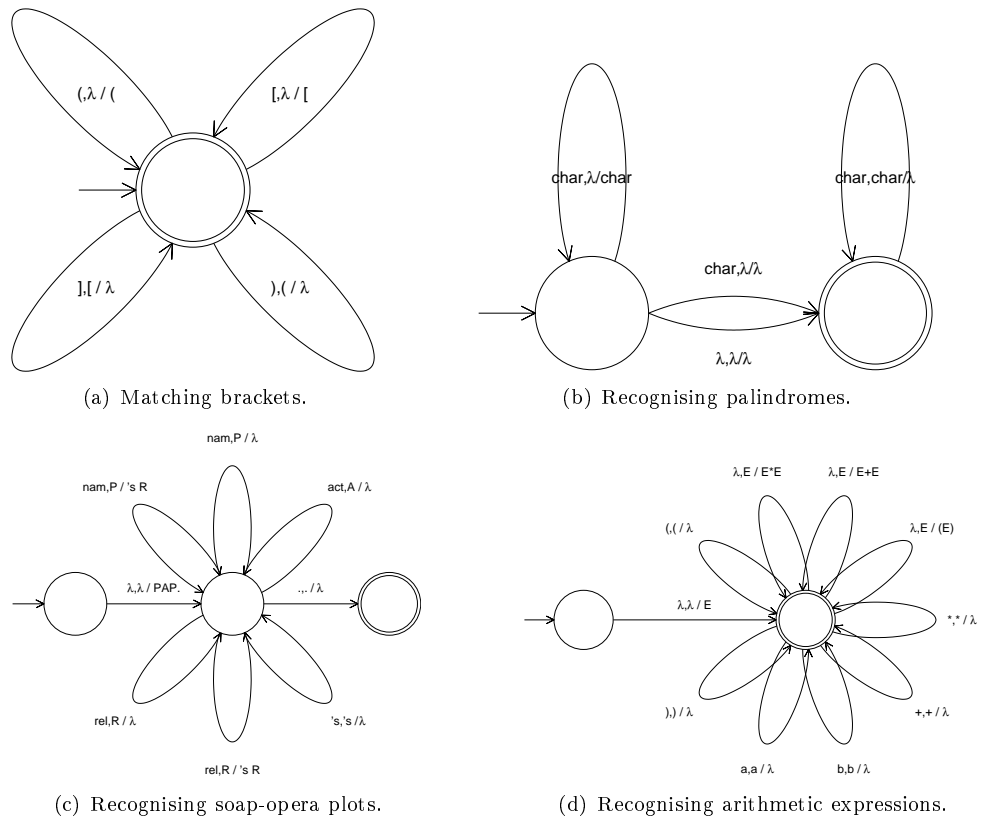 (,λ / (
[,λ / [
],[ / λ
),( / λ
(a) Matching brackets.
char,λ/char
char,char/λ
char,λ/λ
λ,λ/λ
(b) Recognising palindromes.
nam,P / λ
nam,P / 's R
act,A / λ
λ,λ / PAP.
.,. / λ
rel,R / λ
's,'s /λ
rel,R / 's R
(c) Recognising soap-opera plots.
λ,E / E*E
λ,E / E+E
(,( / λ
λ,E / (E)
λ,λ / E
*,* / λ
),) / λ
+,+ / λ
a,a / λ
b,b / λ
(d) Recognising arithmetic expressions.